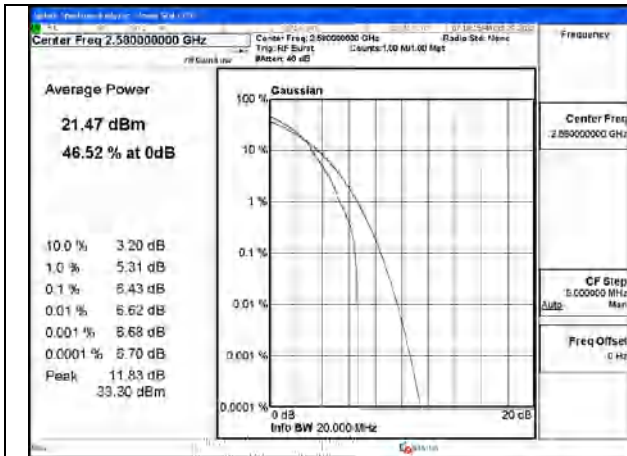 Center Freq 2.580000000 GHz
Center Freq: 2.580000000 GHz
Radio Std: None
Trig: RF Burst
Counts:1.00 M/1.00 Mpt
#Atten: 40 dB
Frequency
Average Power
21.47 dBm
46.52 % at 0dB
10.0 % 3.20 dB
1.0 % 5.31 dB
0.1 % 6.43 dB
0.01 % 6.62 dB
0.001 % 6.68 dB
0.0001 % 6.70 dB
Peak 11.83 dB
33.30 dBm
Gaussian
100 %
10 %
1 %
0.1 %
0.01 %
0.001 %
0.0001 %
0 dB
20 dB
Info BW 20.000 MHz
Center Freq
2.580000000 GHz
CF Step
5.000000 MHz
Auto Man
Freq Offset
0 Hz